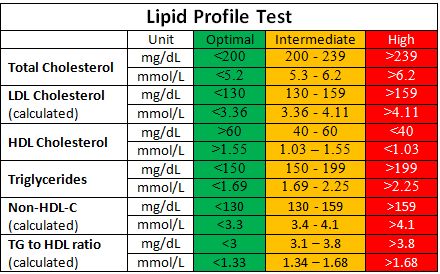 Lipid Profile Test
Unit Optimal Intermediate High
Total Cholesterol mg/dL <200 200 - 239 >239
mmol/L <5.2 5.3 - 6.2 >6.2
LDL Cholesterol mg/dL <130 130 - 159 >159
(calculated) mmol/L <3.36 3.36 - 4.11 >4.11
HDL Cholesterol mg/dL >60 40 - 60 <40
mmol/L >1.55 1.03 – 1.55 <1.03
Triglycerides mg/dL <150 150 - 199 >199
mmol/L <1.69 1.69 - 2.25 >2.25
Non-HDL-C mg/dL <130 130 - 159 >159
(calculated) mmol/L <3.3 3.4 - 4.1 >4.1
TG to HDL ratio mg/dL <3 3.1 – 3.8 >3.8
(calculated) mmol/L <1.33 1.34 – 1.68 >1.68